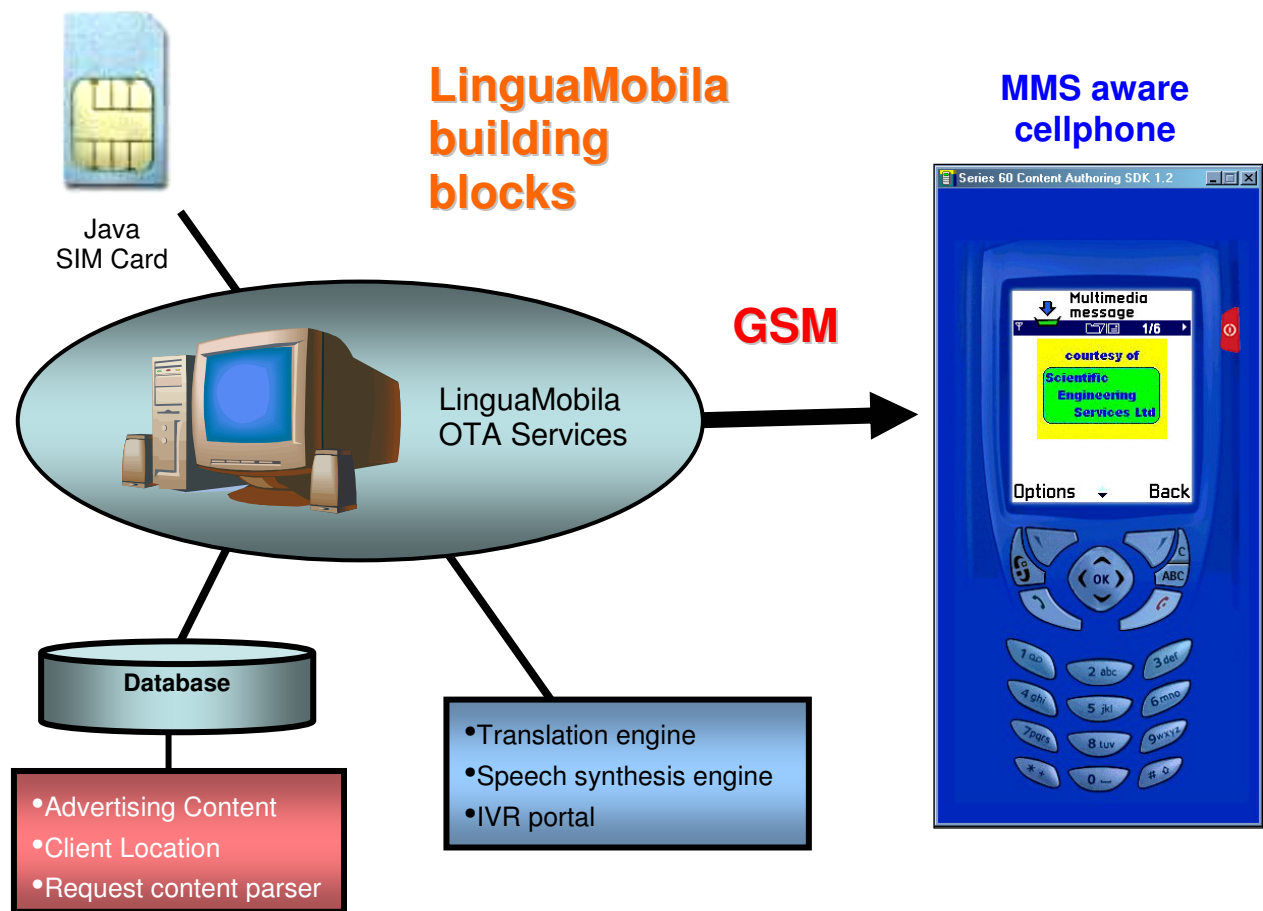 LinguaMobila
building
blocks
MMS aware
cellphone
Series 60 Content Authoring SDK 1.2
Java
SIM Card
GSM
Multimedia
message
1/6
courtesy of
Scientific
Engineering
Services Ltd
Options
Back
LinguaMobila
OTA Services
C
OK
ABC
1
2 abc
3 def
4 ghi
5 jkl
6 mno
7 pqrs
8 tuv
9 wxyz
* +
0
#
Database
•Translation engine
•Speech synthesis engine
•IVR portal
•Advertising Content
•Client Location
•Request content parser